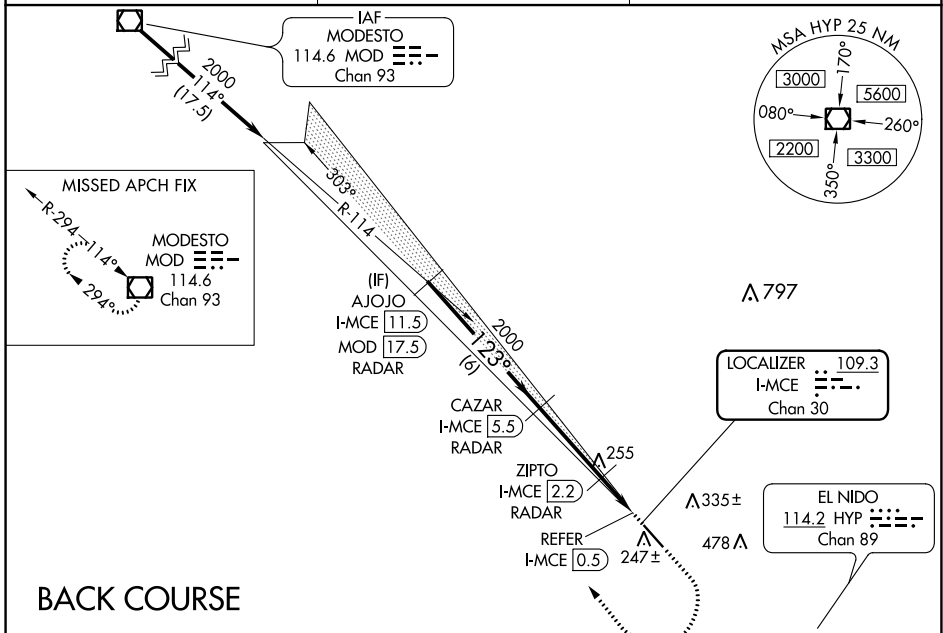 IAF
MODESTO
114.6 MOD
Chan 93
2000
114°
(17.5)
MSA HYP 25 NM
3000
170°
5600
080°
260°
2200
3300
350°
MISSED APCH FIX
R-294
114°
MODESTO
MOD
114.6
Chan 93
294°
303°
R-114
(IF)
AJOJO
I-MCE 11.5
MOD 17.5
RADAR
2000
123°
(6)
797
LOCALIZER 109.3
I-MCE
Chan 30
CAZAR
I-MCE 5.5
RADAR
255
ZIPTO
I-MCE 2.2
RADAR
335±
EL NIDO
114.2 HYP
Chan 89
REFER
I-MCE 0.5
247±
478
BACK COURSE